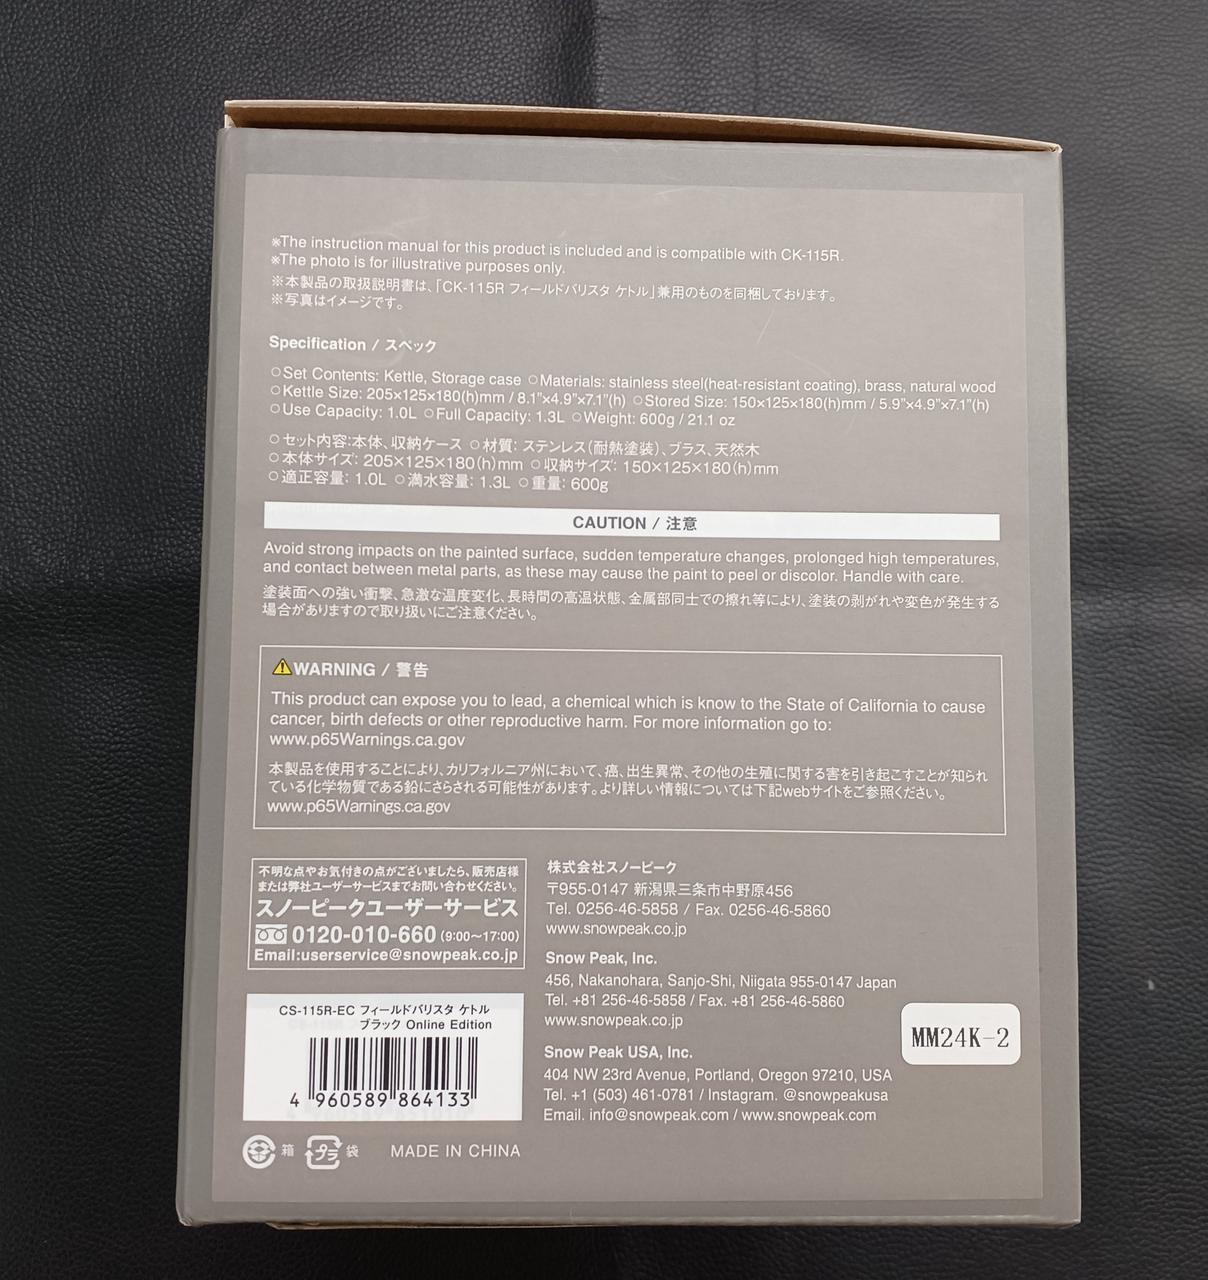 ※The instruction manual for this product is included and is compatible with CK-115R.
※The photo is for illustrative purposes only.
※本製品の取扱説明書は、「CK-115R フィールドバリスタ ケトル」兼用のものを同梱しております。
※写真はイメージです。
Specification / スペック
○Set Contents: Kettle, Storage case ○Materials: stainless steel(heat-resistant coating), brass, natural wood
○Kettle Size: 205×125×180(h)mm / 8.1"×4.9"×7.1"(h) ○Stored Size: 150×125×180(h)mm / 5.9"×4.9"×7.1"(h)
○Use Capacity: 1.0L ○Full Capacity: 1.3L ○Weight: 600g / 21.1 oz
○セット内容:本体、収納ケース ○材質: ステンレス(耐熱塗装)、ブラス、天然木
○本体サイズ: 205×125×180(h)mm ○収納サイズ: 150×125×180(h)mm
○適正容量: 1.0L ○満水容量: 1.3L ○重量: 600g
CAUTION / 注意
Avoid strong impacts on the painted surface, sudden temperature changes, prolonged high temperatures,
and contact between metal parts, as these may cause the paint to peel or discolor. Handle with care.
塗装面への強い衝撃、急激な温度変化、長時間の高温状態、金属部同士での擦れ等により、塗装の剥がれや変色が発生する
場合がありますので取り扱いにご注意ください。
⚠WARNING / 警告
This product can expose you to lead, a chemical which is know to the State of California to cause
cancer, birth defects or other reproductive harm. For more information go to:
www.p65Warnings.ca.gov
本製品を使用することにより、カリフォルニア州において、癌、出生異常、その他の生殖に関する害を引き起こすことが知られ
ている化学物質である鉛にさらされる可能性があります。より詳しい情報については下記webサイトをご参照ください。
www.p65Warnings.ca.gov
不明な点やお気付きの点がございましたら、販売店様
または弊社ユーザーサービスまでお問い合わせください。
スノーピークユーザーサービス
0120-010-660 (9:00〜17:00)
Email:userservice@snowpeak.co.jp
株式会社スノーピーク
〒955-0147 新潟県三条市中野原456
Tel. 0256-46-5858 / Fax. 0256-46-5860
www.snowpeak.co.jp
Snow Peak, Inc.
456, Nakanohara, Sanjo-Shi, Niigata 955-0147 Japan
Tel. +81 256-46-5858 / Fax. +81 256-46-5860
www.snowpeak.co.jp
Snow Peak USA, Inc.
404 NW 23rd Avenue, Portland, Oregon 97210, USA
Tel. +1 (503) 461-0781 / Instagram. @snowpeakusa
Email. info@snowpeak.com / www.snowpeak.com
MM24K-2
CS-115R-EC フィールドバリスタ ケトル
ブラック Online Edition
4 960589 864133
箱 プラ 袋 MADE IN CHINA